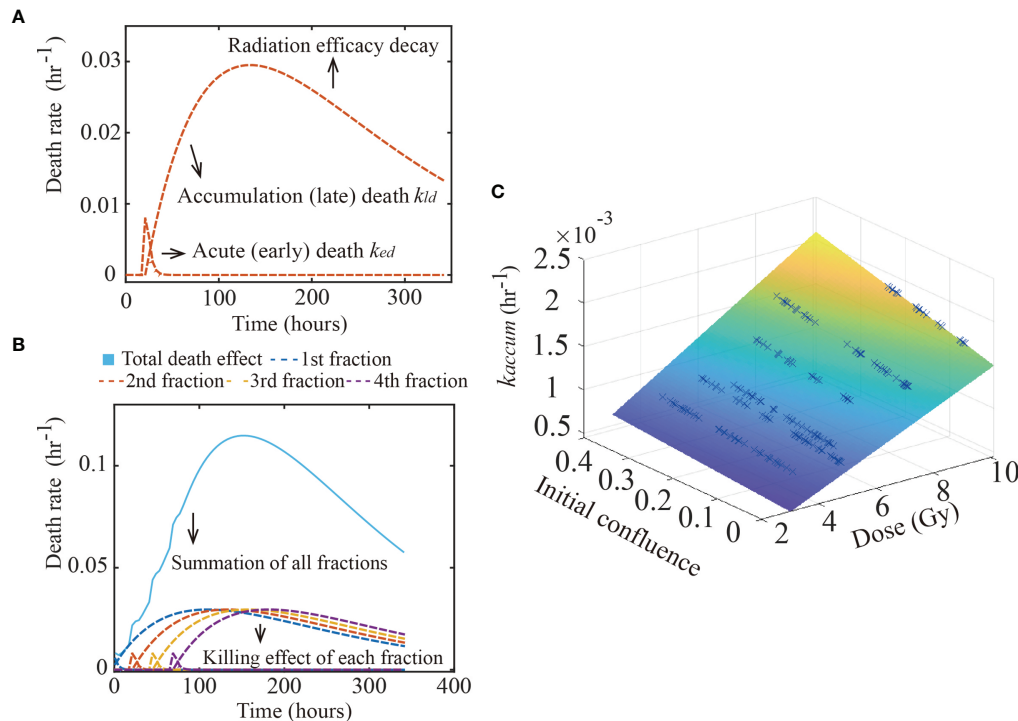 A
Death rate (hr-1)
0.03
0.02
0.01
0
Radiation efficacy decay
Accumulation (late) death kld
Acute (early) death ked
0 100 200 300
Time (hours)
B
Total death effect 1st fraction
2nd fraction 3rd fraction 4th fraction
Death rate (hr-1)
0.1
0.05
0
Summation of all fractions
Killing effect of each fraction
0 100 200 300 400
Time (hours)
C
×10-3
kaccum (hr-1)
2.5
2
1.5
1
0.5
0.4 0.3 0.2 0.1 0
Initial confluence
2 4 6 8 10
Dose (Gy)